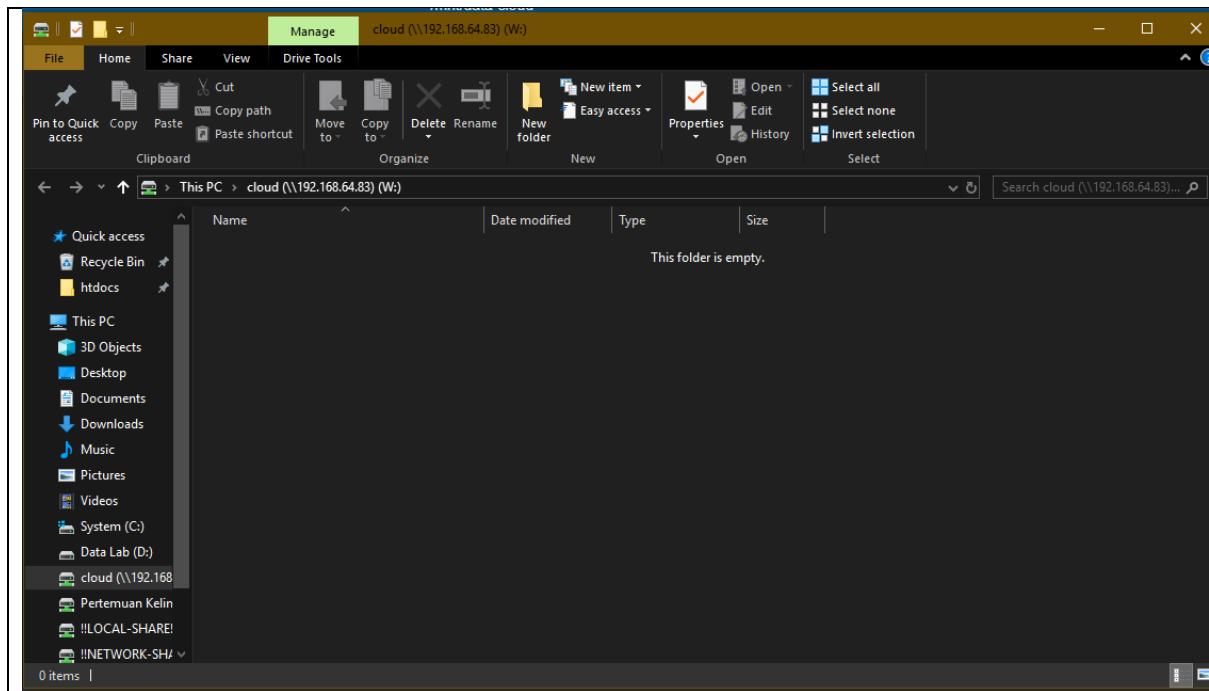 Manage
cloud (\\192.168.64.83) (W:)
File
Home
Share
View
Drive Tools
Pin to Quick access
Copy
Paste
Cut
Copy path
Paste shortcut
Move to
Copy to
Delete
Rename
New folder
New item
Easy access
Properties
Open
Edit
History
Select all
Select none
Invert selection
Clipboard
Organize
New
Open
Select
This PC > cloud (\\192.168.64.83) (W:)
Search cloud (\\192.168.64.83)...
Name
Date modified
Type
Size
This folder is empty.
Quick access
Recycle Bin
htdocs
This PC
3D Objects
Desktop
Documents
Downloads
Music
Pictures
Videos
System (C:)
Data Lab (D:)
cloud (\\192.168
Pertemuan Kelin
!!LOCAL-SHARE!
!!NETWORK-SHA
0 items